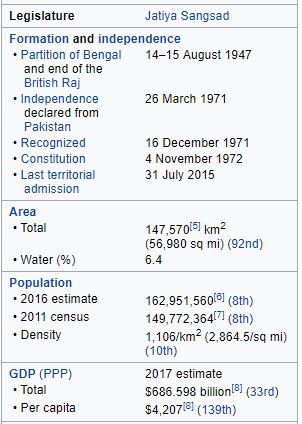 Legislature Jatiya Sangsad
Formation and independence
• Partition of Bengal 14–15 August 1947
and end of the
British Raj
• Independence 26 March 1971
declared from
Pakistan
• Recognized 16 December 1971
• Constitution 4 November 1972
• Last territorial 31 July 2015
admission
Area
• Total 147,570[5] km2
(56,980 sq mi) (92nd)
• Water (%) 6.4
Population
• 2016 estimate 162,951,560[6] (8th)
• 2011 census 149,772,364[7] (8th)
• Density 1,106/km2 (2,864.5/sq mi)
(10th)
GDP (PPP) 2017 estimate
• Total $686.598 billion[8] (33rd)
• Per capita $4,207[8] (139th)